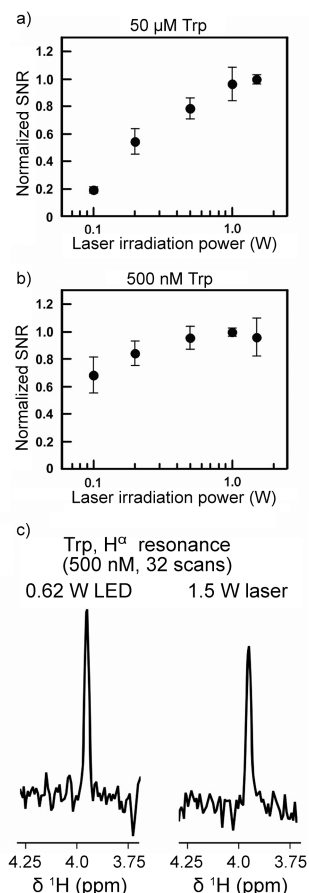 a)
50 µM Trp
Normalized SNR
1.2
1.0
0.8
0.6
0.4
0.2
0
0.1
1.0
Laser irradiation power (W)
b)
500 nM Trp
Normalized SNR
1.2
1.0
0.8
0.6
0.4
0.2
0
0.1
1.0
Laser irradiation power (W)
c)
Trp, Hᵅ resonance
(500 nM, 32 scans)
0.62 W LED 1.5 W laser
4.25 4.0 3.75 4.25 4.0 3.75
δ ¹H (ppm) δ ¹H (ppm)